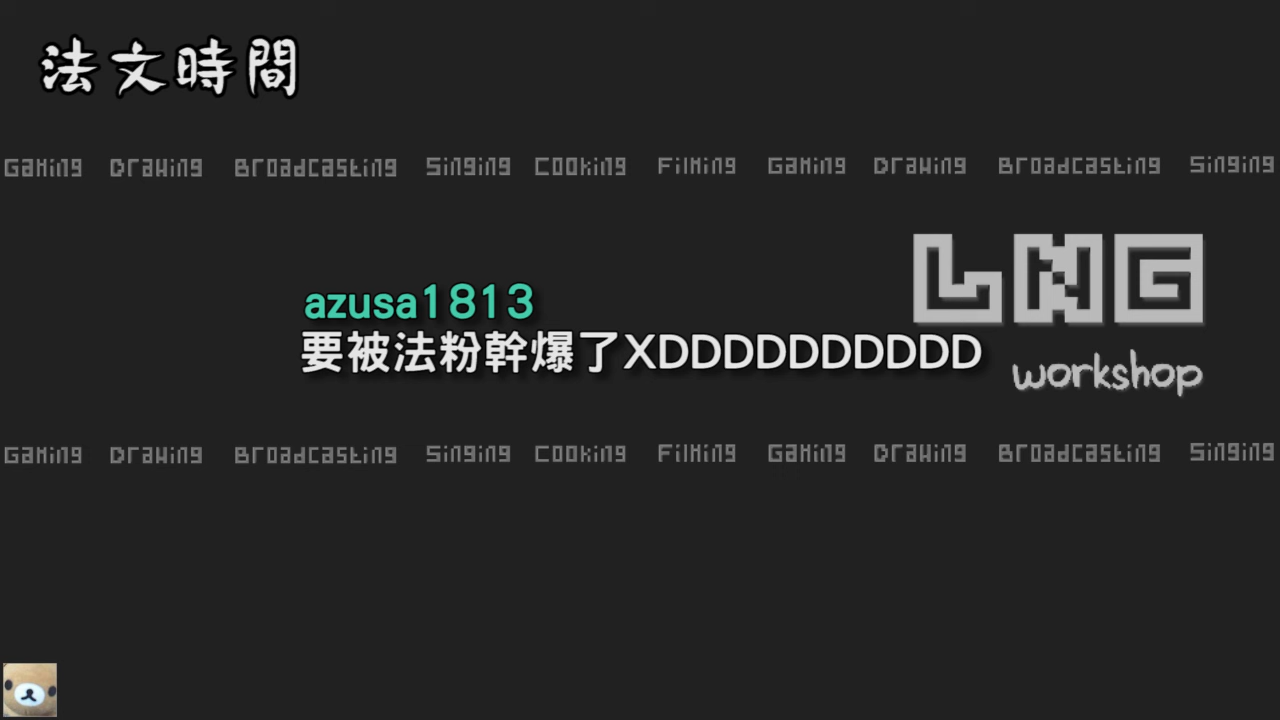 法文時間
Gaming Drawing Broadcasting Singing Cooking Filming Gaming Drawing Broadcasting Singing
LNG
azusa1813
要被法粉幹爆了XDDDDDDDDDD
workshop
Gaming Drawing Broadcasting Singing Cooking Filming Gaming Drawing Broadcasting Singing